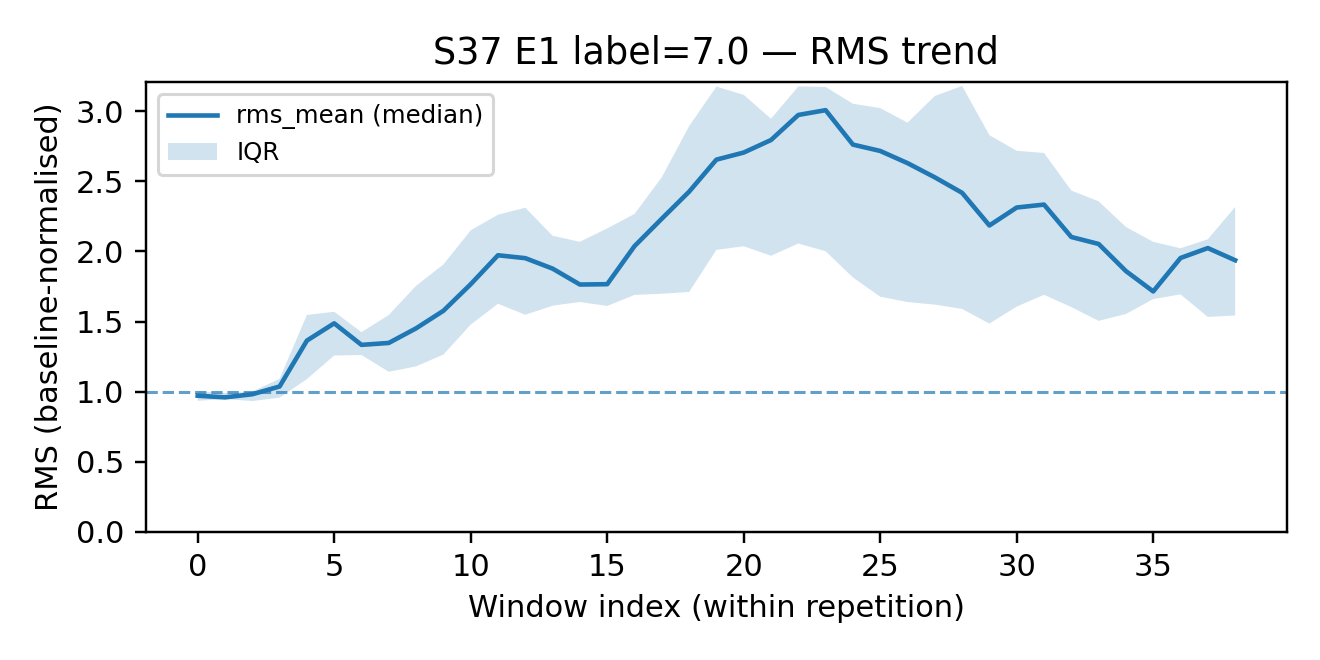 S37 E1 label=7.0 — RMS trend
rms_mean (median)
IQR
RMS (baseline-normalised)
3.0
2.5
2.0
1.5
1.0
0.5
0.0
0 5 10 15 20 25 30 35
Window index (within repetition)